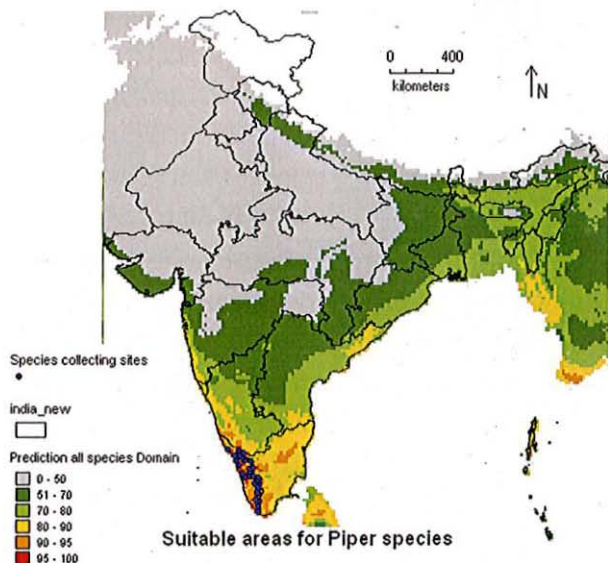 0 400
kilometers
N
Species collecting sites
india_new
Prediction all species Domain
0 - 50
51 - 70
70 - 80
80 - 90
90 - 95
95 - 100
Suitable areas for Piper species